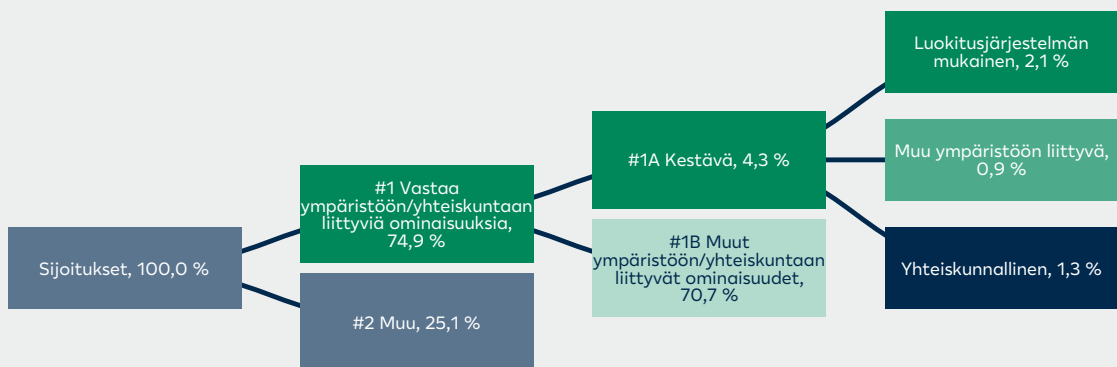 Sijoitukset, 100,0 %
#1 Vastaa
ympäristöön/yhteiskuntaan
liittyviä ominaisuuksia,
74,9 %
#2 Muu, 25,1 %
#1A Kestävä, 4,3 %
#1B Muut
ympäristöön/yhteiskuntaan
liittyvät ominaisuudet,
70,7 %
Luokitusjärjestelmän
mukainen, 2,1 %
Muu ympäristöön liittyvä,
0,9 %
Yhteiskunnallinen, 1,3 %